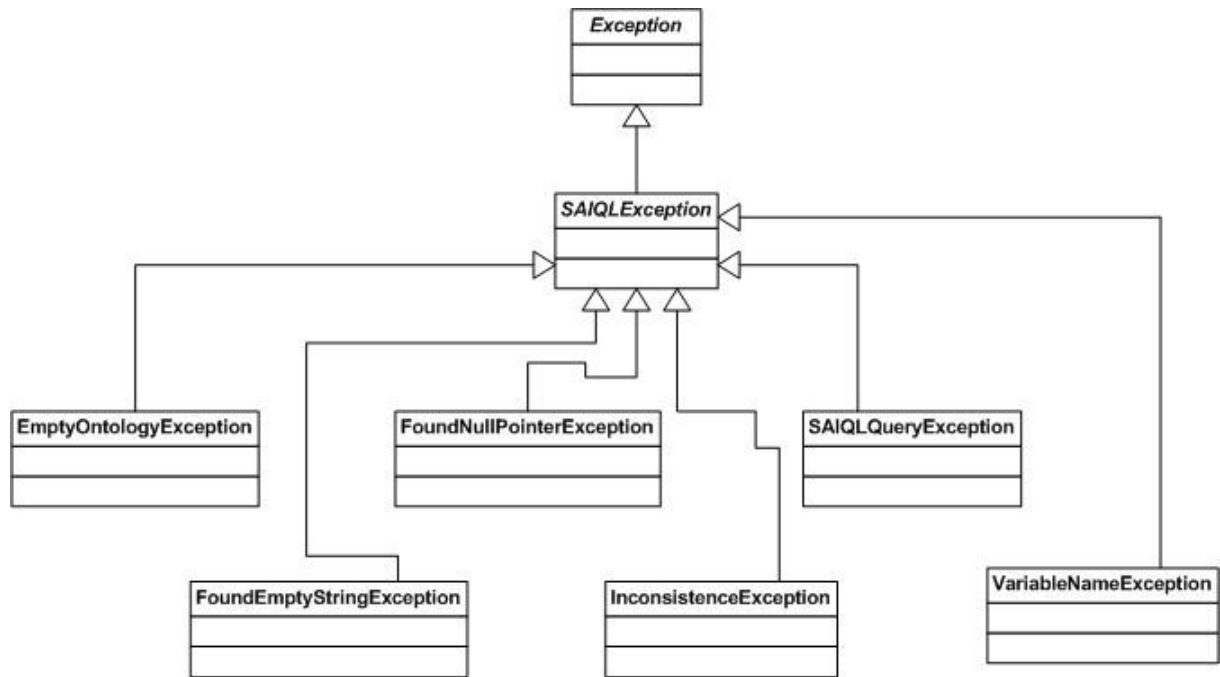 Exception
SAIQLException
EmptyOntologyException
FoundNullPointerException
SAIQLQueryException
FoundEmptyStringException
InconsistenceException
VariableNameException